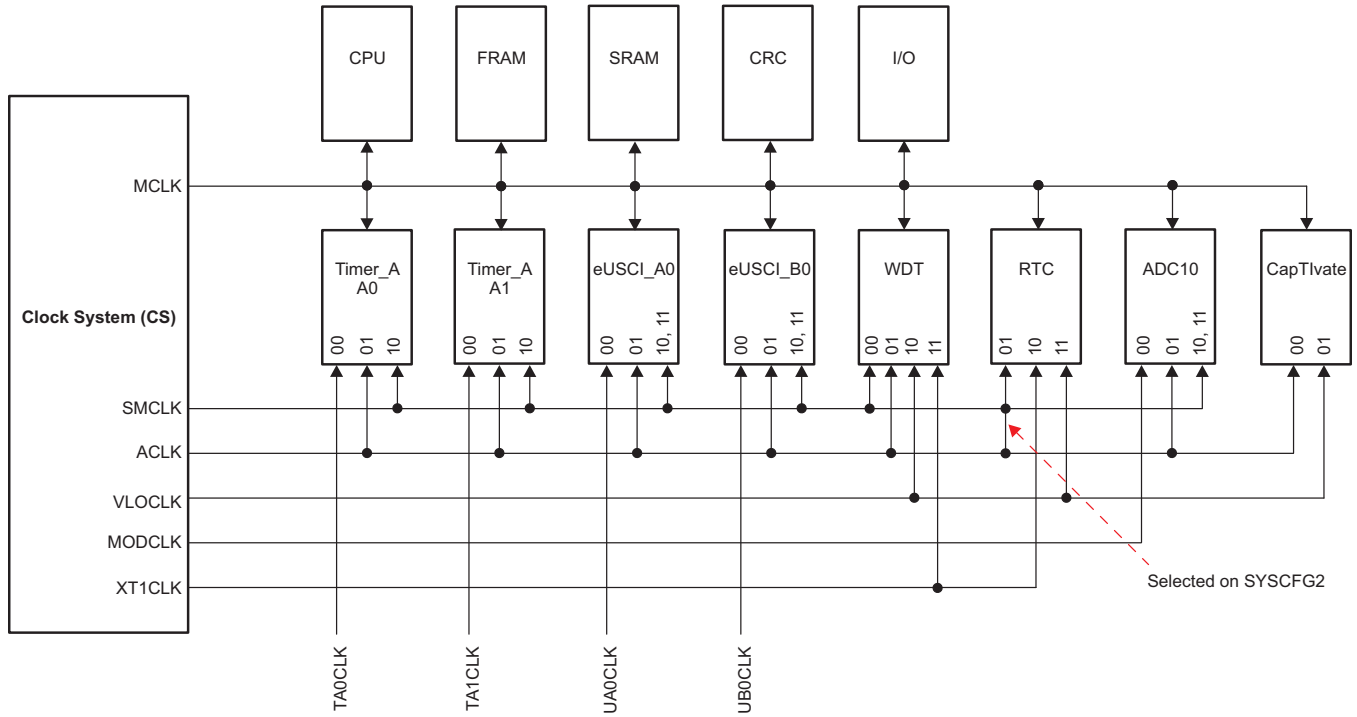 CPU
FRAM
SRAM
CRC
I/O
MCLK
Timer_A
A0
Timer_A
A1
eUSCI_A0
eUSCI_B0
WDT
RTC
ADC10
CapTIvate
Clock System (CS)
00
01
10
00
01
10
00
01
10, 11
00
01
10, 11
00
01
10
11
01
10
11
00
01
10, 11
00
01
SMCLK
ACLK
VLOCLK
MODCLK
XT1CLK
Selected on SYSCFG2
TA0CLK
TA1CLK
UA0CLK
UB0CLK